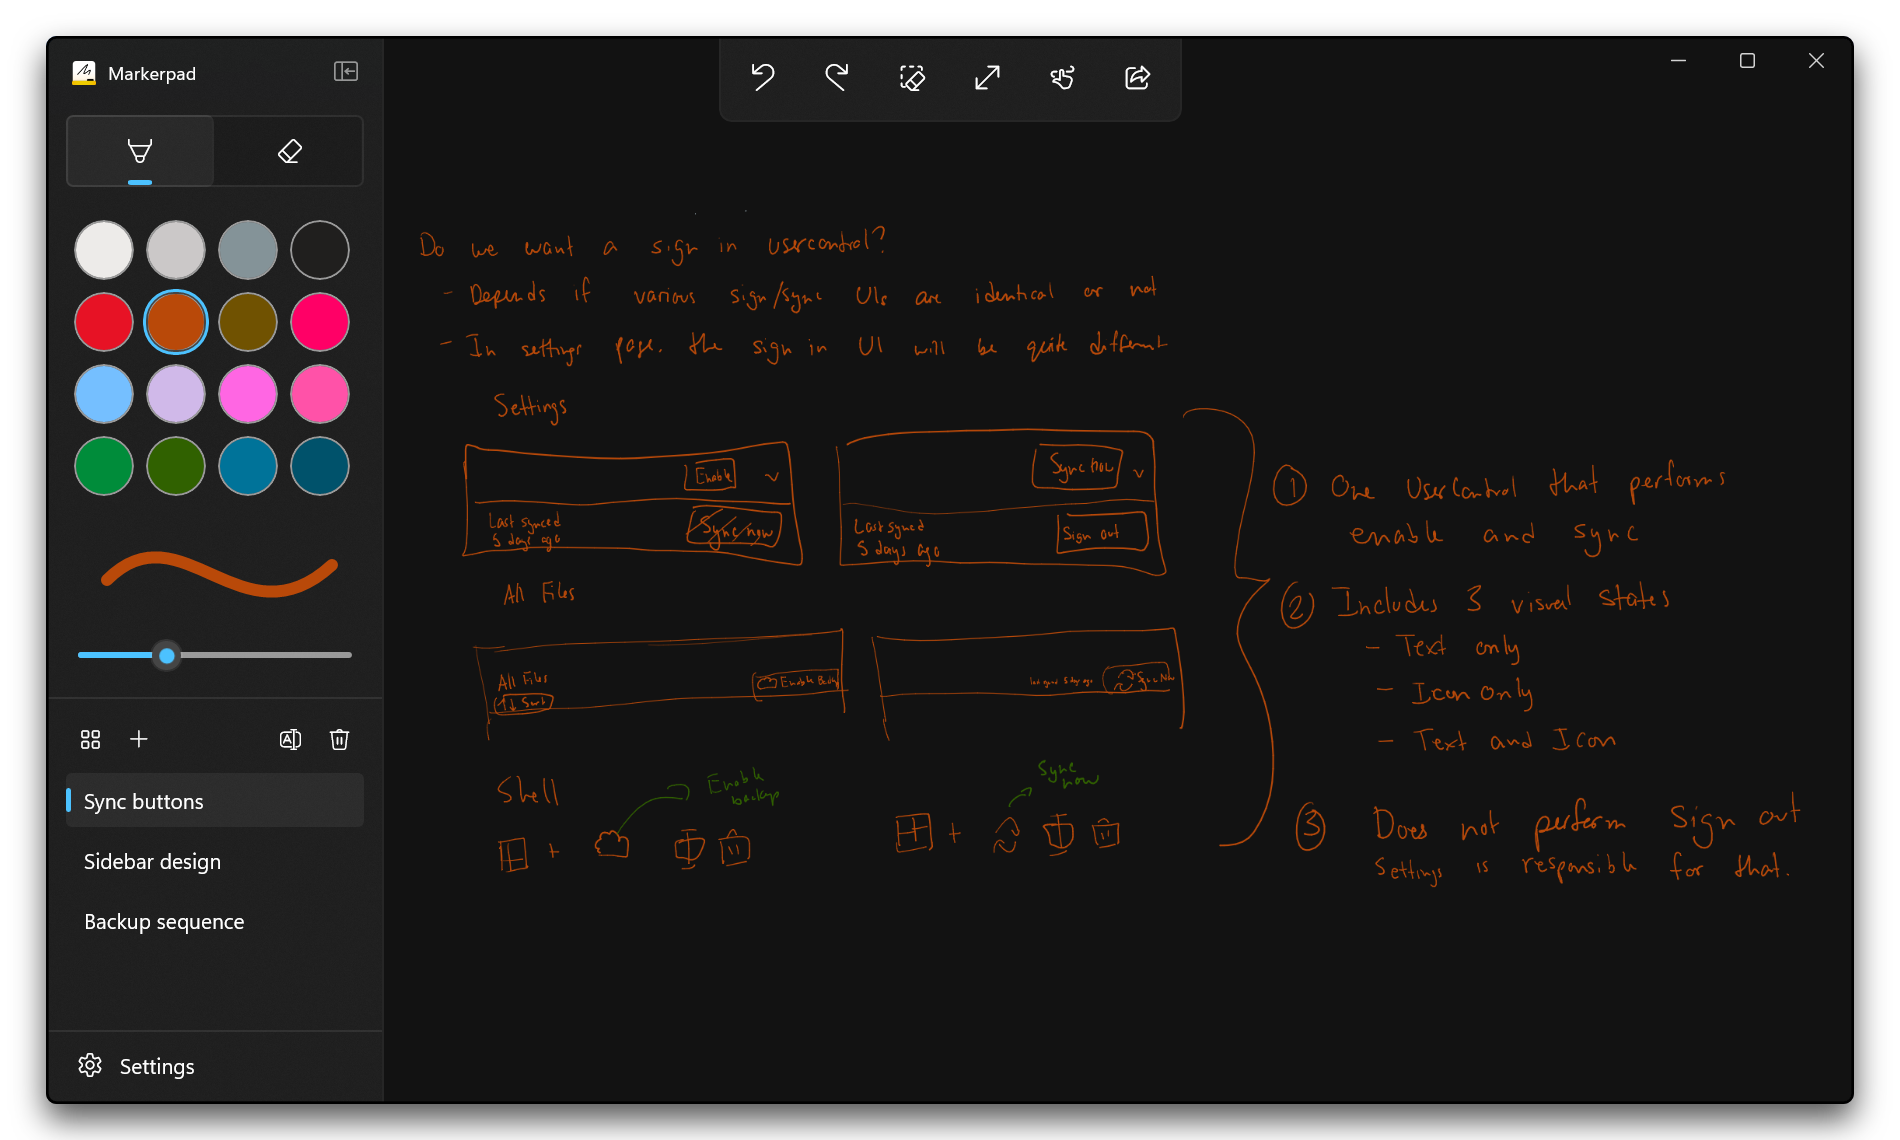 Markerpad
Sync buttons
Sidebar design
Backup sequence
Settings
Do we want a sign in usercontrol?
- Depends if various sign/sync UIs are identical or not
- In settings page. the sign in UI will be quite different
Settings
Enable
Last synced
5 days ago
Sync now
Sync now
Last synced
5 days ago
Sign out
All Files
All Files
Sort
Enable
5 day ago
Sync Now
Shell
Enable
backup
Sync
now
1 One UserControl that performs
enable and sync
2 Includes 3 visual states
- Text only
- Icon only
- Text and Icon
3 Does not perform Sign out
Settings is responsible for that.